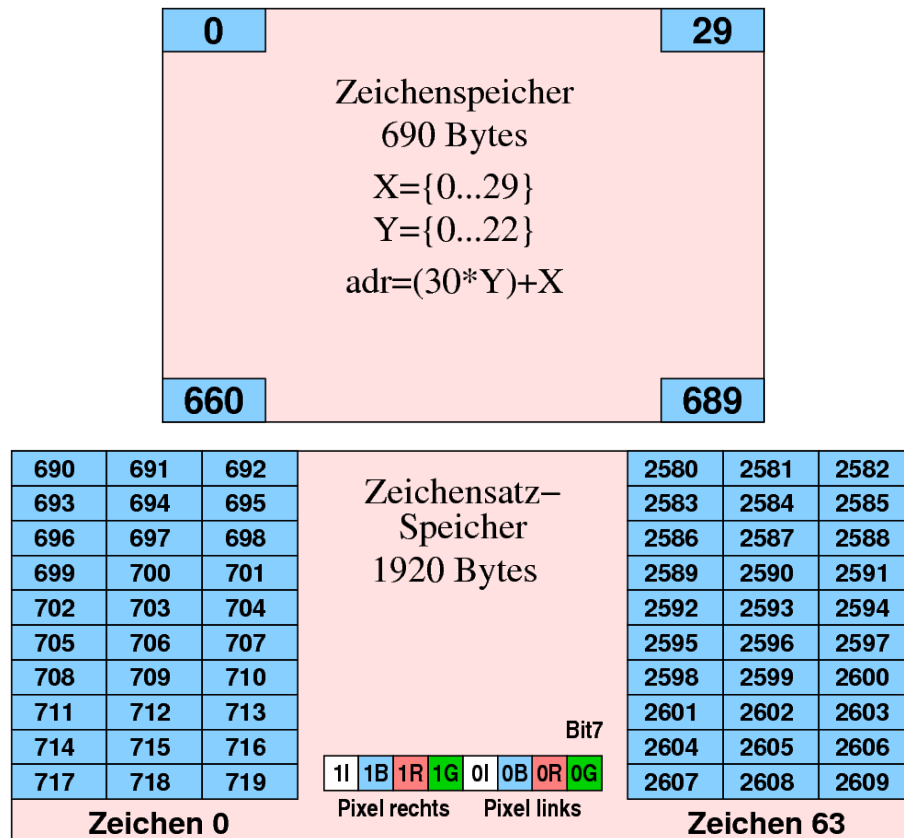 0 29
Zeichenspeicher
690 Bytes
X={0...29}
Y={0...22}
adr=(30*Y)+X
660 689
690 691 692
693 694 695
696 697 698
699 700 701
702 703 704
705 706 707
708 709 710
711 712 713
714 715 716
717 718 719
Zeichen 0
Zeichensatz–
Speicher
1920 Bytes
Bit7
1I 1B 1R 1G 0I 0B 0R 0G
Pixel rechts Pixel links
2580 2581 2582
2583 2584 2585
2586 2587 2588
2589 2590 2591
2592 2593 2594
2595 2596 2597
2598 2599 2600
2601 2602 2603
2604 2605 2606
2607 2608 2609
Zeichen 63